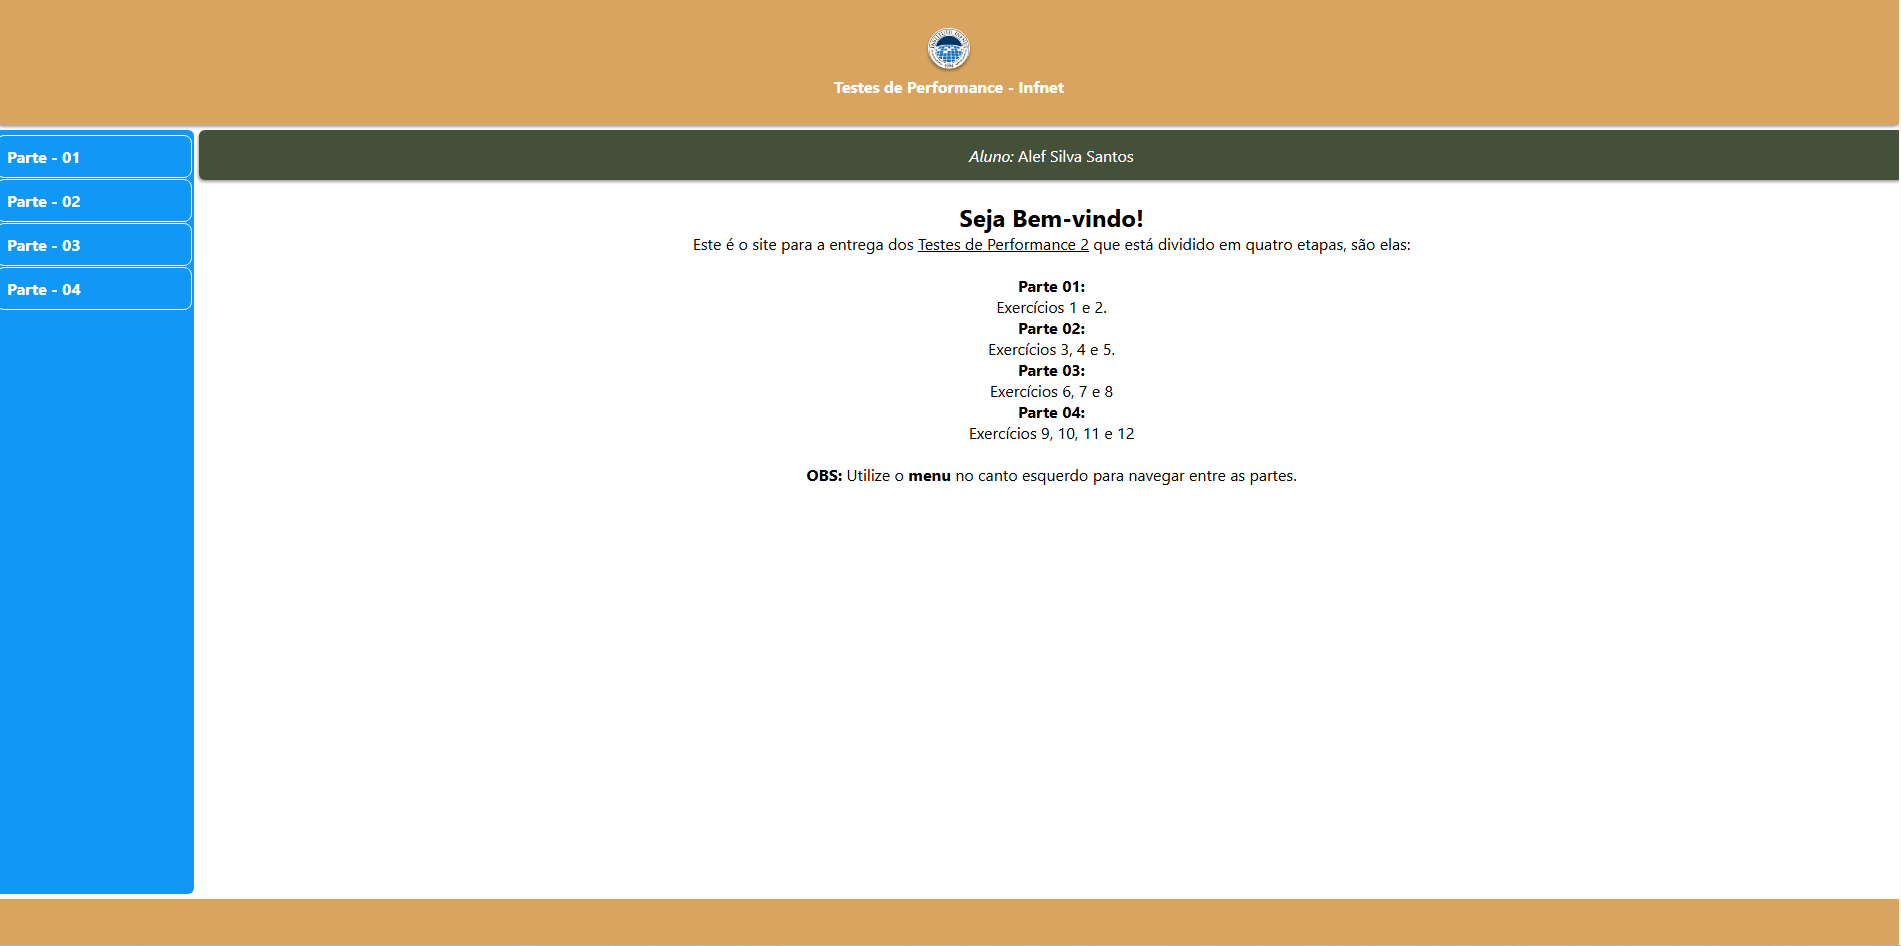 Testes de Performance - Infnet
Parte - 01
Parte - 02
Parte - 03
Parte - 04
Aluno: Alef Silva Santos
Seja Bem-vindo!
Este é o site para a entrega dos Testes de Performance 2 que está dividido em quatro etapas, são elas:
Parte 01:
Exercícios 1 e 2.
Parte 02:
Exercícios 3, 4 e 5.
Parte 03:
Exercícios 6, 7 e 8
Parte 04:
Exercícios 9, 10, 11 e 12
OBS: Utilize o menu no canto esquerdo para navegar entre as partes.